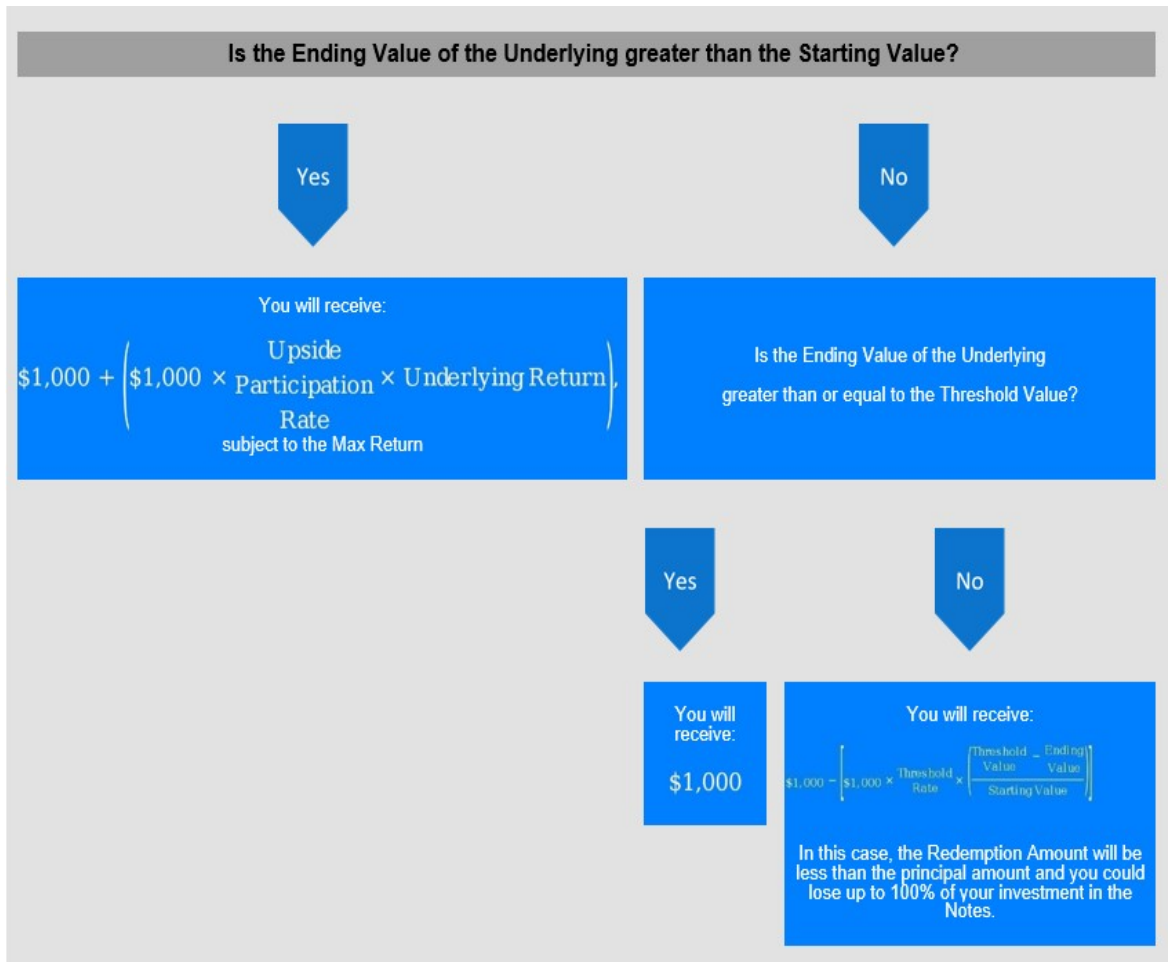 Is the Ending Value of the Underlying greater than the Starting Value?
Yes
No
You will receive:
$1,000 + ($1,000 × Upside Participation Rate × Underlying Return),
subject to the Max Return
Is the Ending Value of the Underlying
greater than or equal to the Threshold Value?
Yes
No
You will
receive:
$1,000
You will receive:
$1,000 − [$1,000 × Threshold Rate × (Threshold Value − Ending Value / Starting Value)]
In this case, the Redemption Amount will be
less than the principal amount and you could
lose up to 100% of your investment in the
Notes.